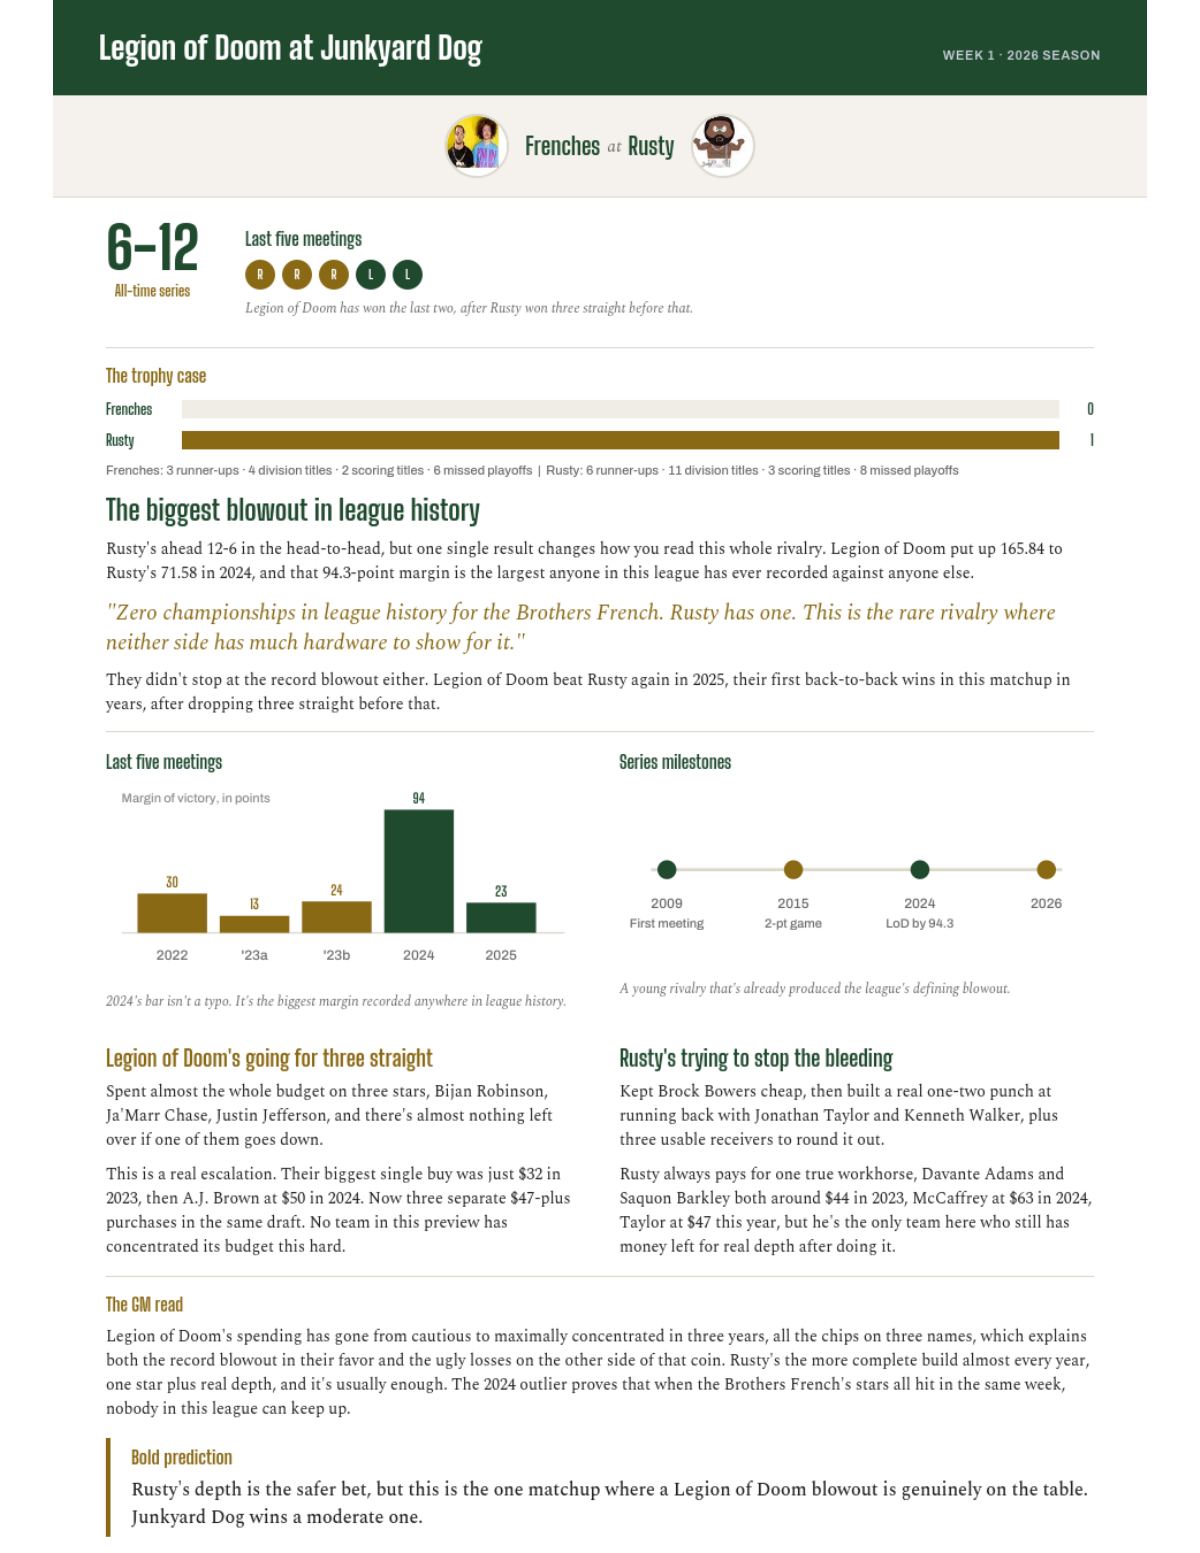 Legion of Doom at Junkyard Dog
WEEK 1 · 2026 SEASON
Frenches at Rusty
6–12
All-time series
Last five meetings
R R R L L
Legion of Doom has won the last two, after Rusty won three straight before that.
The trophy case
Frenches 0
Rusty 1
Frenches: 3 runner-ups · 4 division titles · 2 scoring titles · 6 missed playoffs | Rusty: 6 runner-ups · 11 division titles · 3 scoring titles · 8 missed playoffs
The biggest blowout in league history
Rusty's ahead 12-6 in the head-to-head, but one single result changes how you read this whole rivalry. Legion of Doom put up 165.84 to
Rusty's 71.58 in 2024, and that 94.3-point margin is the largest anyone in this league has ever recorded against anyone else.
"Zero championships in league history for the Brothers French. Rusty has one. This is the rare rivalry where
neither side has much hardware to show for it."
They didn't stop at the record blowout either. Legion of Doom beat Rusty again in 2025, their first back-to-back wins in this matchup in
years, after dropping three straight before that.
Last five meetings
Margin of victory, in points
30 13 24 94 23
2022 '23a '23b 2024 2025
2024's bar isn't a typo. It's the biggest margin recorded anywhere in league history.
Series milestones
2009 2015 2024 2026
First meeting 2-pt game LoD by 94.3
A young rivalry that's already produced the league's defining blowout.
Legion of Doom's going for three straight
Spent almost the whole budget on three stars, Bijan Robinson,
Ja'Marr Chase, Justin Jefferson, and there's almost nothing left
over if one of them goes down.
This is a real escalation. Their biggest single buy was just $32 in
2023, then A.J. Brown at $50 in 2024. Now three separate $47-plus
purchases in the same draft. No team in this preview has
concentrated its budget this hard.
Rusty's trying to stop the bleeding
Kept Brock Bowers cheap, then built a real one-two punch at
running back with Jonathan Taylor and Kenneth Walker, plus
three usable receivers to round it out.
Rusty always pays for one true workhorse, Davante Adams and
Saquon Barkley both around $44 in 2023, McCaffrey at $63 in 2024,
Taylor at $47 this year, but he's the only team here who still has
money left for real depth after doing it.
The GM read
Legion of Doom's spending has gone from cautious to maximally concentrated in three years, all the chips on three names, which explains
both the record blowout in their favor and the ugly losses on the other side of that coin. Rusty's the more complete build almost every year,
one star plus real depth, and it's usually enough. The 2024 outlier proves that when the Brothers French's stars all hit in the same week,
nobody in this league can keep up.
Bold prediction
Rusty's depth is the safer bet, but this is the one matchup where a Legion of Doom blowout is genuinely on the table.
Junkyard Dog wins a moderate one.